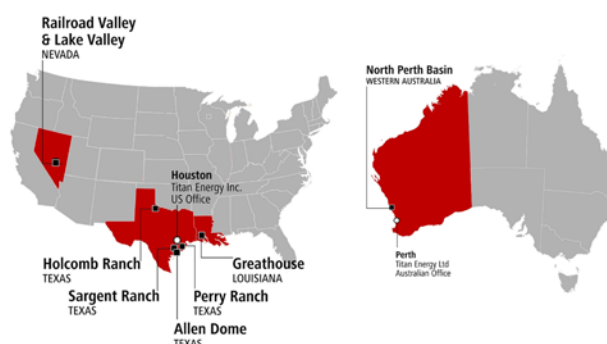 Railroad Valley
& Lake Valley
NEVADA
Houston
Titan Energy Inc.
US Office
Holcomb Ranch
TEXAS
Sargent Ranch
TEXAS
Allen Dome
TEXAS
Perry Ranch
TEXAS
Greathouse
LOUISIANA
North Perth Basin
WESTERN AUSTRALIA
Perth
Titan Energy Ltd
Australian Office